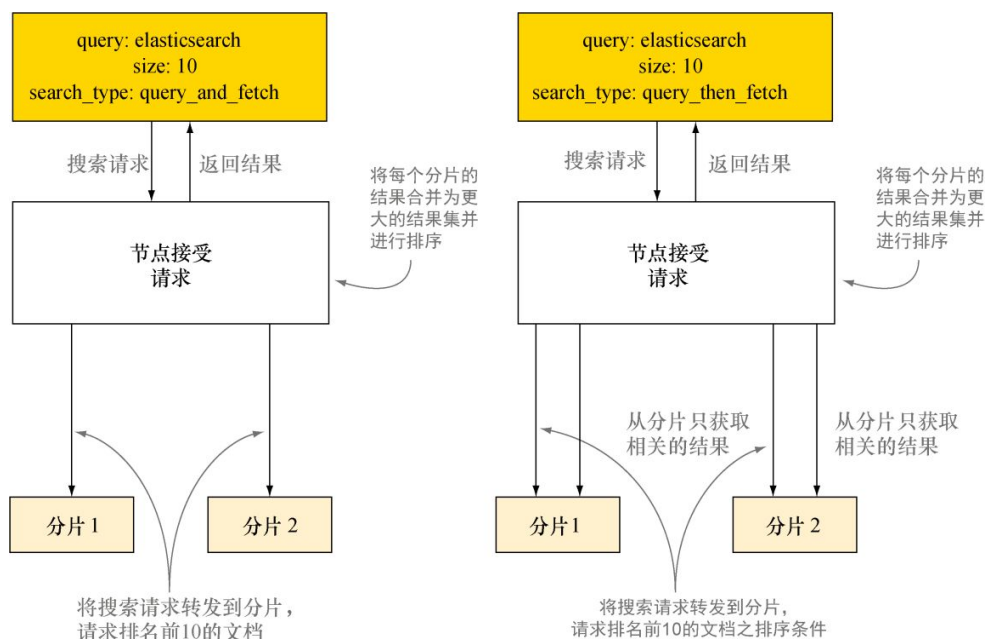 query: elasticsearch
size: 10
search_type: query_and_fetch
搜索请求
返回结果
将每个分片的
结果合并为更
大的结果集并
进行排序
节点接受
请求
分片 1
分片 2
将搜索请求转发到分片，
请求排名前10的文档
query: elasticsearch
size: 10
search_type: query_then_fetch
搜索请求
返回结果
将每个分片的
结果合并为更
大的结果集并
进行排序
节点接受
请求
从分片只获取
相关的结果
从分片只获取
相关的结果
分片1
分片 2
将搜索请求转发到分片，
请求排名前10的文档之排序条件